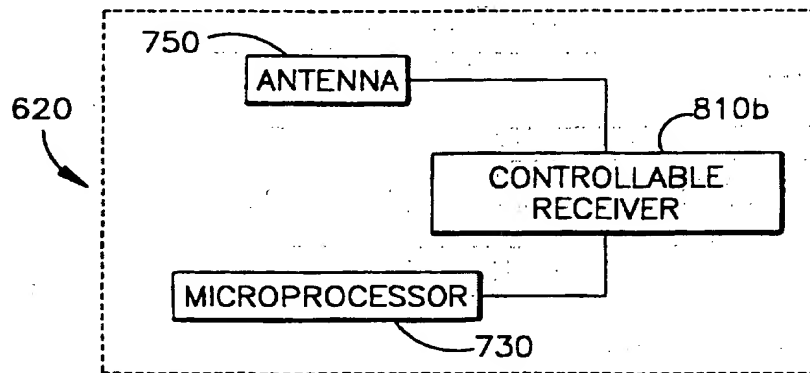 750
ANTENNA
620
810b
CONTROLLABLE
RECEIVER
MICROPROCESSOR
730